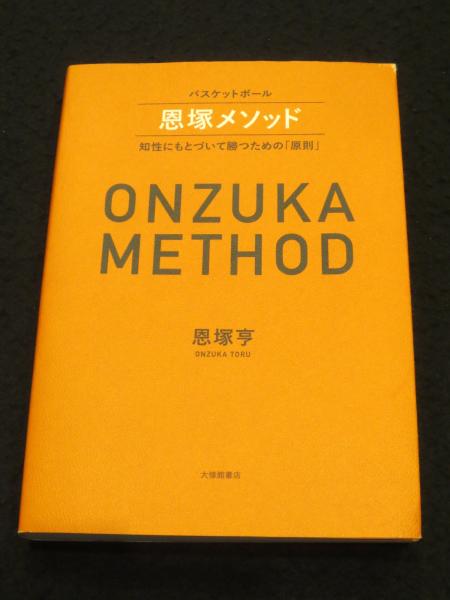 バスケットボール
恩塚メソッド
知性にもとづいて勝つための「原則」
ONZUKA
METHOD
恩塚亨
ONZUKA TORU
大修館書店